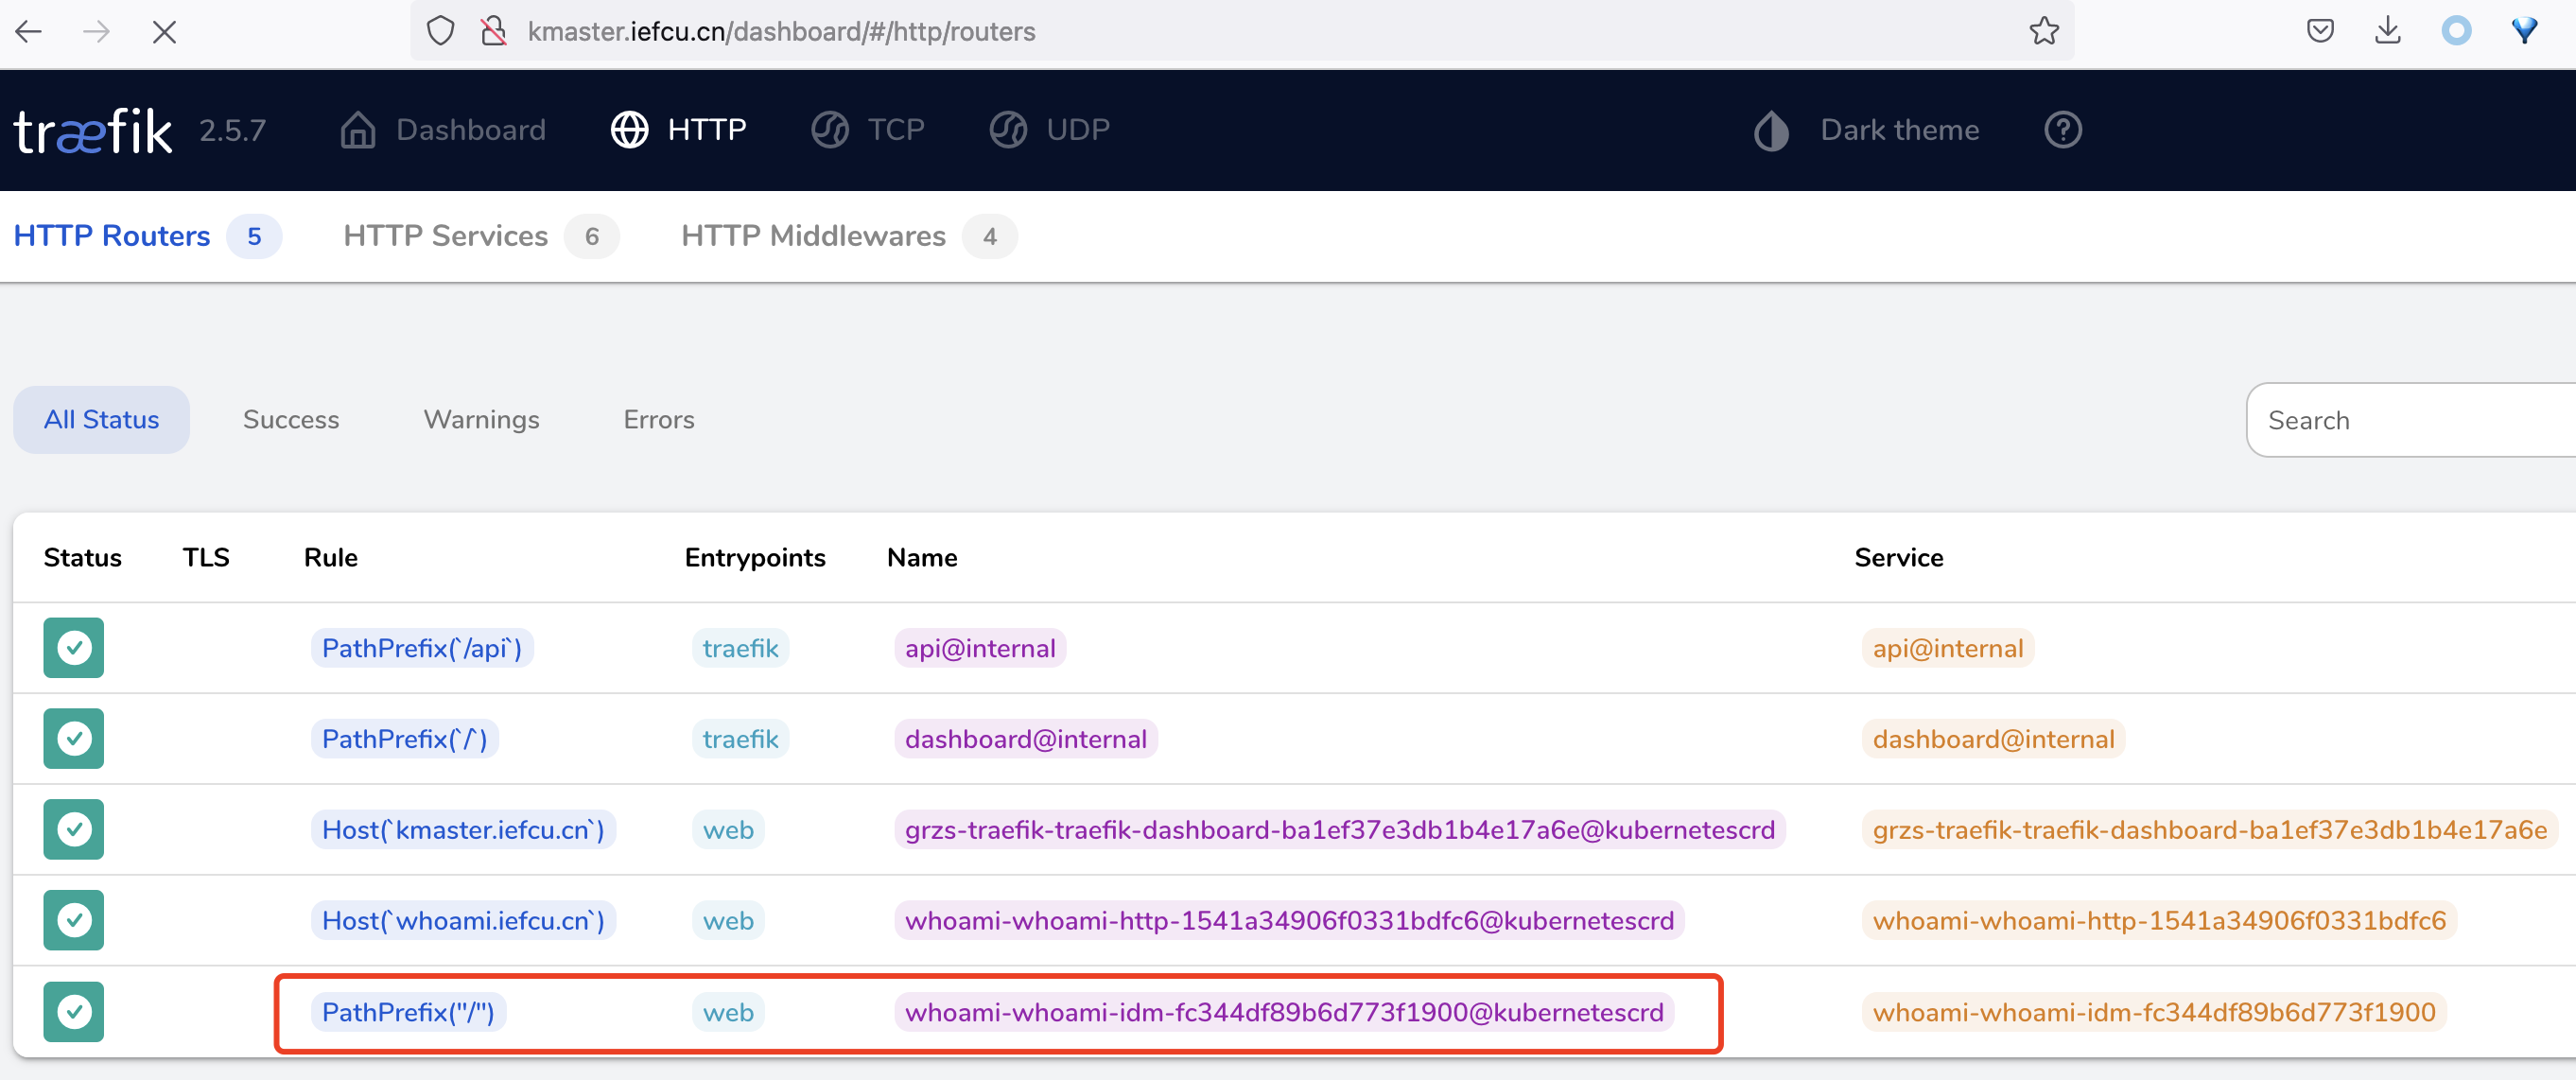 kmaster.iefcu.cn/dashboard/#/http/routers
træfik 2.5.7 Dashboard HTTP TCP UDP Dark theme
HTTP Routers 5 HTTP Services 6 HTTP Middlewares 4
All Status Success Warnings Errors Search
Status TLS Rule Entrypoints Name Service
PathPrefix(`/api`) traefik api@internal api@internal
PathPrefix(`/`) traefik dashboard@internal dashboard@internal
Host(`kmaster.iefcu.cn`) web grzs-traefik-traefik-dashboard-ba1ef37e3db1b4e17a6e@kubernetescrd grzs-traefik-traefik-dashboard-ba1ef37e3db1b4e17a6e
Host(`whoami.iefcu.cn`) web whoami-whoami-http-1541a34906f0331bdfc6@kubernetescrd whoami-whoami-http-1541a34906f0331bdfc6
PathPrefix("/") web whoami-whoami-idm-fc344df89b6d773f1900@kubernetescrd whoami-whoami-idm-fc344df89b6d773f1900